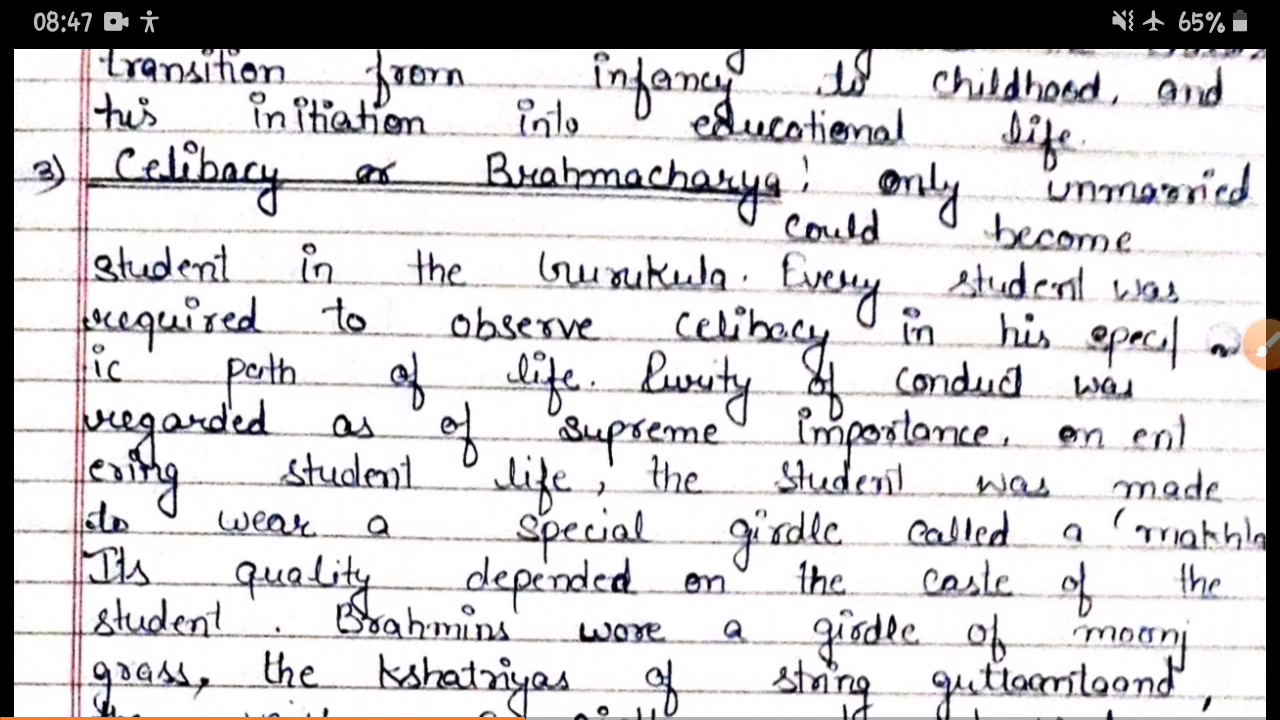 08:47 65%
transition from infancy to childhood, and
his initiation into educational life.
3) Celibacy or Brahmacharya: only unmarried
could become
student in the Gurukula. Every student was
required to observe celibacy in his specif
ic path of life. Purity of conduct was
regarded as of supreme importance. on ent
ering student life, the student was made
to wear a special girdle called a 'makhla
Its quality depended on the caste of the
student. Brahmins wore a girdle of moonj
grass, the Kshatriyas of string